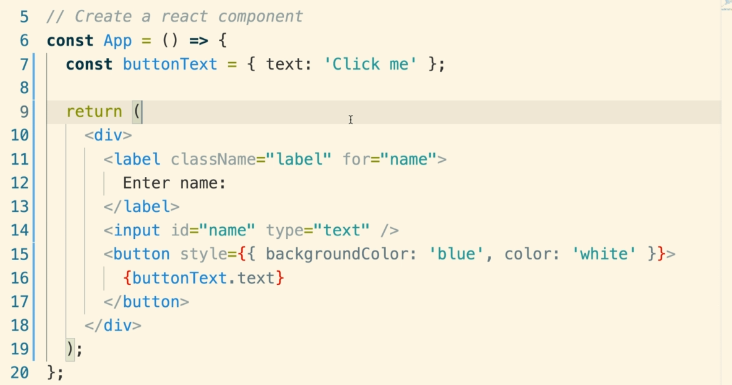 5 // Create a react component
6 const App = () => {
7 const buttonText = { text: 'Click me' };
8
9 return (
10 <div>
11 <label className="label" for="name">
12 Enter name:
13 </label>
14 <input id="name" type="text" />
15 <button style={{ backgroundColor: 'blue', color: 'white' }}>
16 {buttonText.text}
17 </button>
18 </div>
19 );
20 };